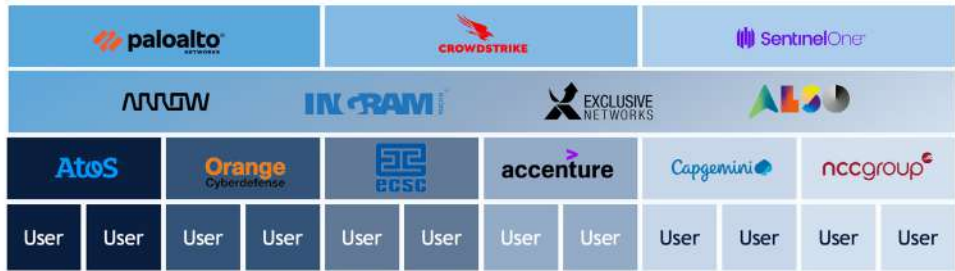 paloalto
NETWORKS
CROWDSTRIKE
SentinelOne
ARROW
INGRAM
EXCLUSIVE
NETWORKS
ALSO
Atos
Orange
Cyberdefense
ecsc
accenture
Capgemini
nccgroup
User User User User User User User User User User User User